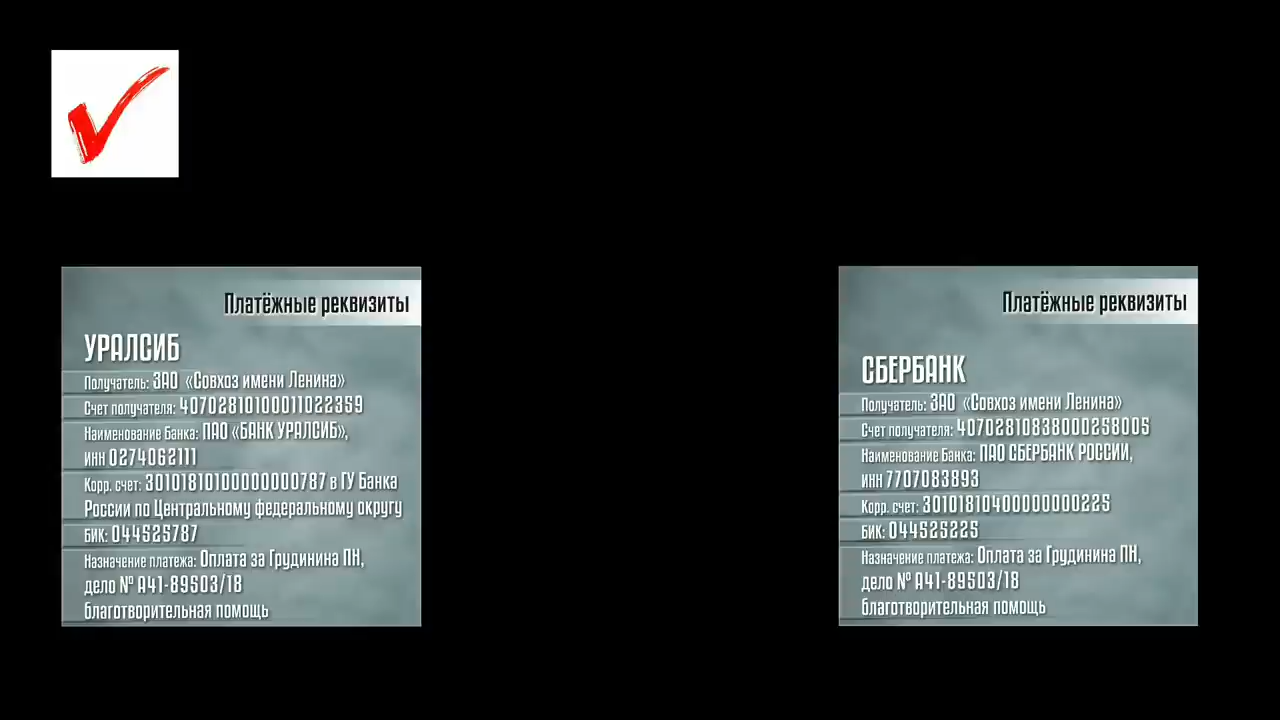 Платёжные реквизиты
УРАЛСИБ
Получатель: ЗАО «Совхоз имени Ленина»
Счет получателя: 40702810100011022359
Наименование Банка: ПАО «БАНК УРАЛСИБ»,
ИНН 0274062111
Корр. счет: 30101810100000000787 в ГУ Банка
России по Центральному федеральному округу
БИК: 044525787
Назначение платежа: Оплата за Грудинина ПН,
дело № А41-89503/18
благотворительная помощь
Платёжные реквизиты
СБЕРБАНК
Получатель: ЗАО «Совхоз имени Ленина»
Счет получателя: 40702810838000258005
Наименование Банка: ПАО СБЕРБАНК РОССИИ,
ИНН 7707083893
Корр. счет: 30101810400000000225
БИК: 044525225
Назначение платежа: Оплата за Грудинина ПН,
дело № А41-89503/18
благотворительная помощь